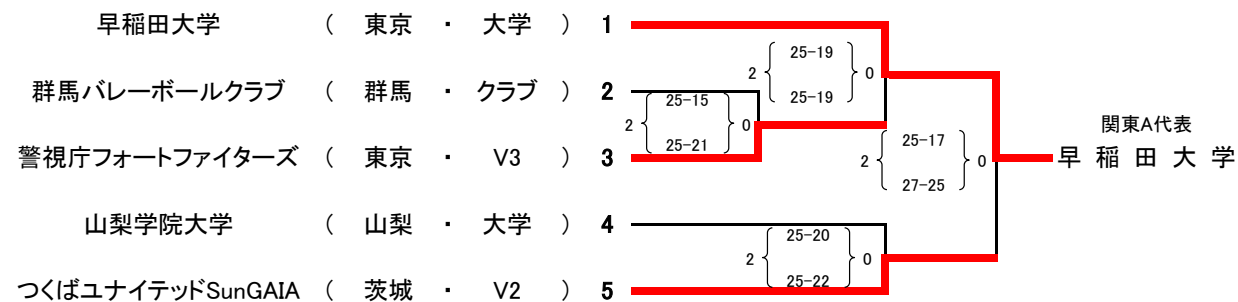 早稲田大学 ( 東京 ・ 大学 ) 1
群馬バレーボールクラブ ( 群馬 ・ クラブ ) 2
警視庁フォートファイターズ ( 東京 ・ V3 ) 3
山梨学院大学 ( 山梨 ・ 大学 ) 4
つくばユナイテッドSunGAIA ( 茨城 ・ V2 ) 5
25-15
2 0
25-21
25-19
2 0
25-19
25-20
2 0
25-22
25-17
2 0
27-25
関東A代表
早稲田大学